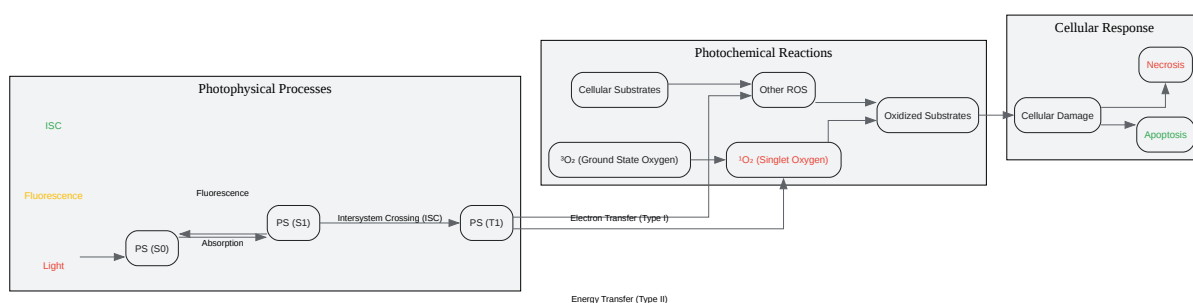 Photophysical Processes
ISC
Fluorescence
Light
PS (S0)
Fluorescence
Absorption
PS (S1)
Intersystem Crossing (ISC)
PS (T1)
Electron Transfer (Type I)
Energy Transfer (Type II)
Photochemical Reactions
Cellular Substrates
Other ROS
³O₂ (Ground State Oxygen)
¹O₂ (Singlet Oxygen)
Oxidized Substrates
Cellular Response
Cellular Damage
Necrosis
Apoptosis